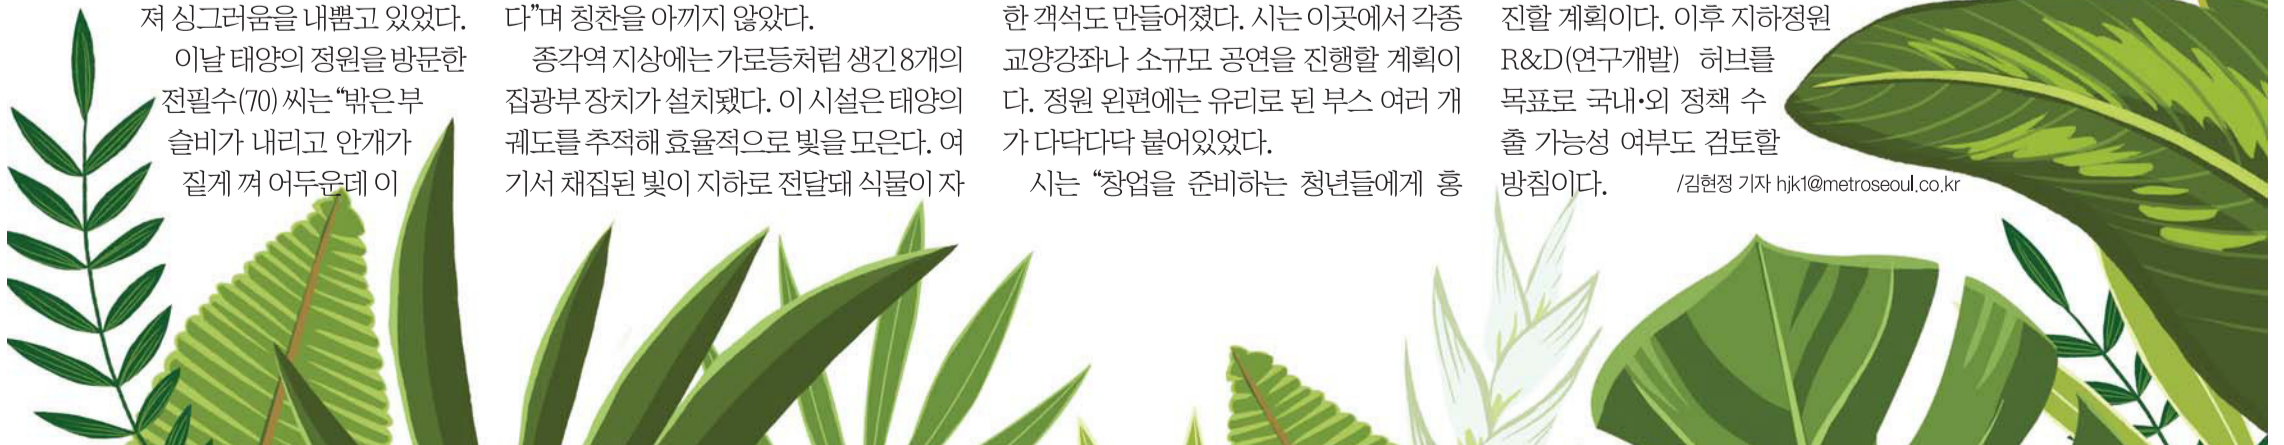 져 싱그러움을 내뿜고 있었다.
이날 태양의 정원을 방문한
전필수(70) 씨는 “밖은 부
슬비가 내리고 안개가
짙게 껴 어두운데 이
다”며 칭찬을 아끼지 않았다.
종각역 지상에는 가로등처럼 생긴 8개의
집광부 장치가 설치됐다. 이 시설은 태양의
궤도를 추적해 효율적으로 빛을 모은다. 여
기서 채집된 빛이 지하로 전달돼 식물이 자
한 객석도 만들어졌다. 시는 이곳에서 각종
교양강좌나 소규모 공연을 진행할 계획이
다. 정원 왼편에는 유리로 된 부스 여러 개
가 다닥다닥 붙어있었다.
시는 “창업을 준비하는 청년들에게 홍
진할 계획이다. 이후 지하정원
R&D(연구개발) 허브를
목표로 국내·외 정책 수
출 가능성 여부도 검토할
방침이다.
/김현정 기자 hjk1@metroseoul.co.kr